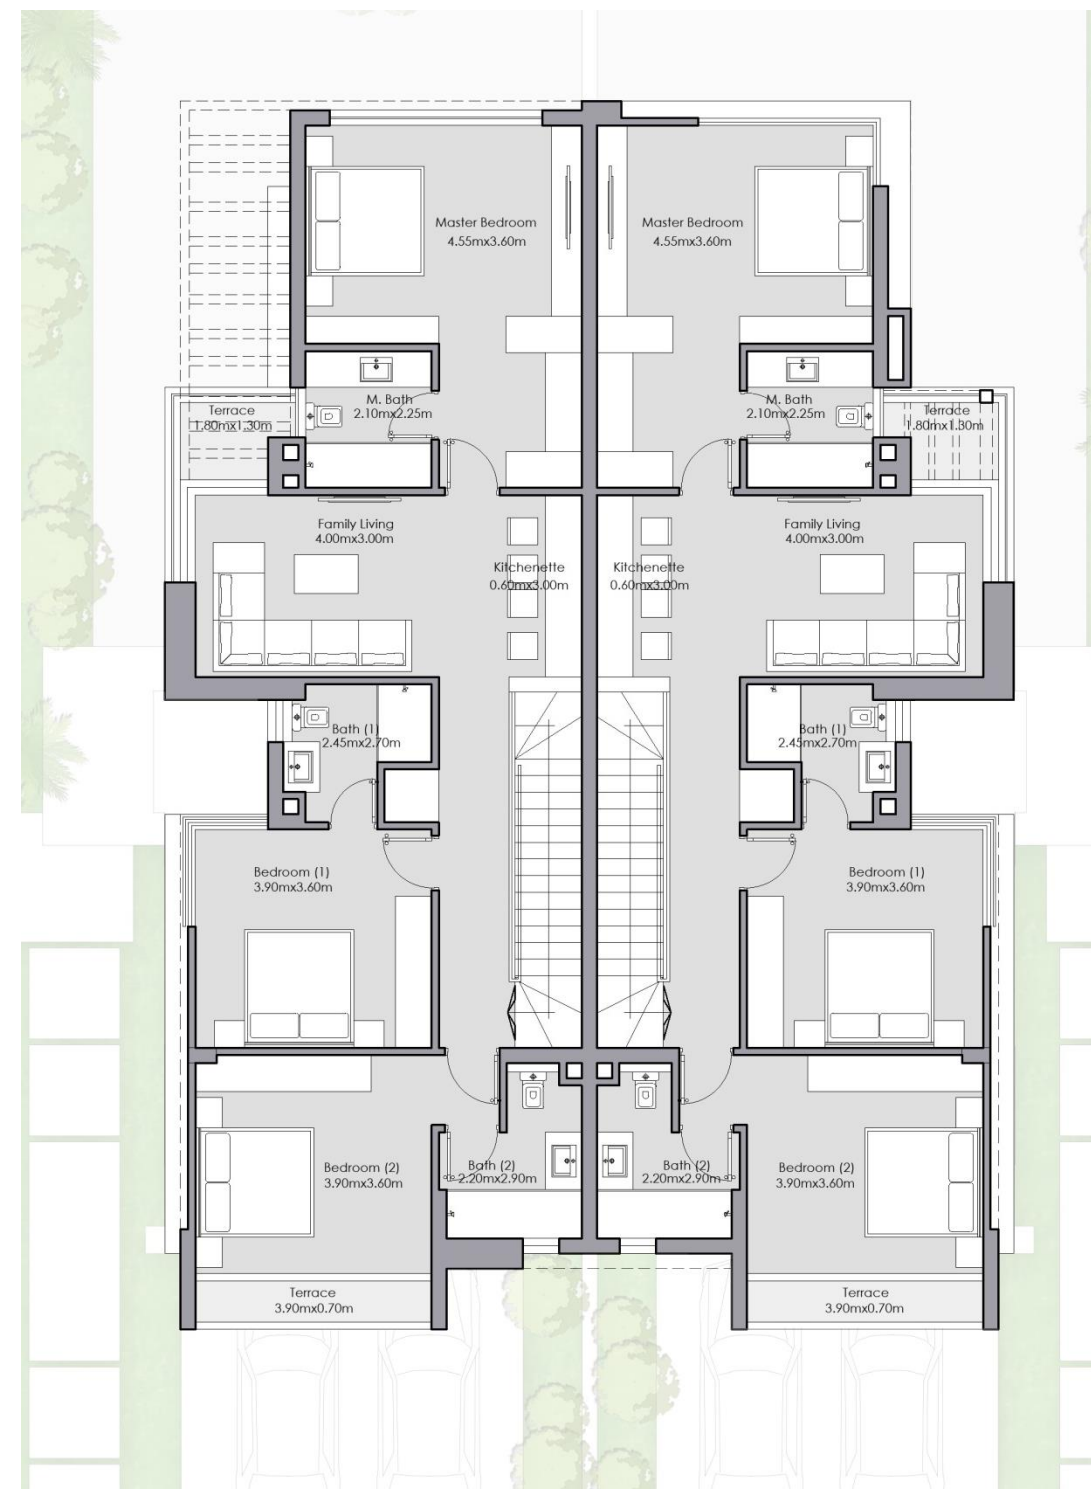 Master Bedroom
4.55mx3.60m
Master Bedroom
4.55mx3.60m
M. Bath
2.10mx2.25m
M. Bath
2.10mx2.25m
Terrace
1.80mx1.30m
Terrace
1.80mx1.30m
Family Living
4.00mx3.00m
Family Living
4.00mx3.00m
Kitchenette
0.60mx3.00m
Kitchenette
0.60mx3.00m
Bath (1)
2.45mx2.70m
Bath (1)
2.45mx2.70m
Bedroom (1)
3.90mx3.60m
Bedroom (1)
3.90mx3.60m
Bedroom (2)
3.90mx3.60m
Bath (2)
2.20mx2.90m
Bath (2)
2.20mx2.90m
Bedroom (2)
3.90mx3.60m
Terrace
3.90mx0.70m
Terrace
3.90mx0.70m